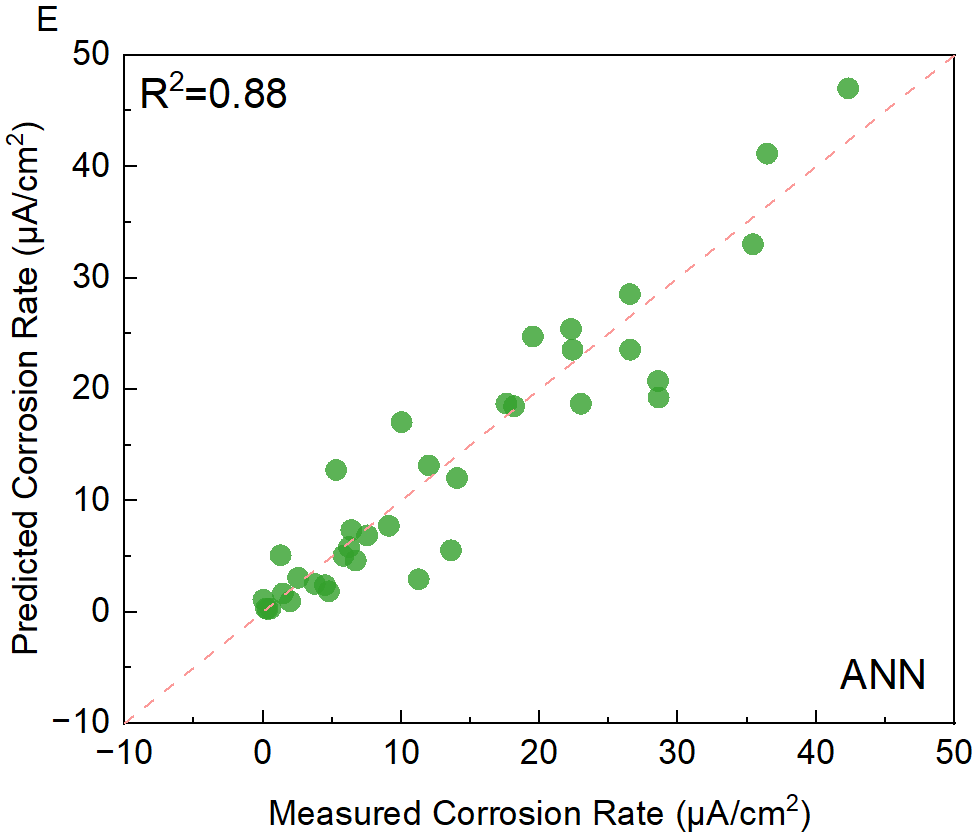 E
R²=0.88
50
40
30
20
10
0
−10
Predicted Corrosion Rate (μA/cm²)
ANN
−10 0 10 20 30 40 50
Measured Corrosion Rate (μA/cm²)